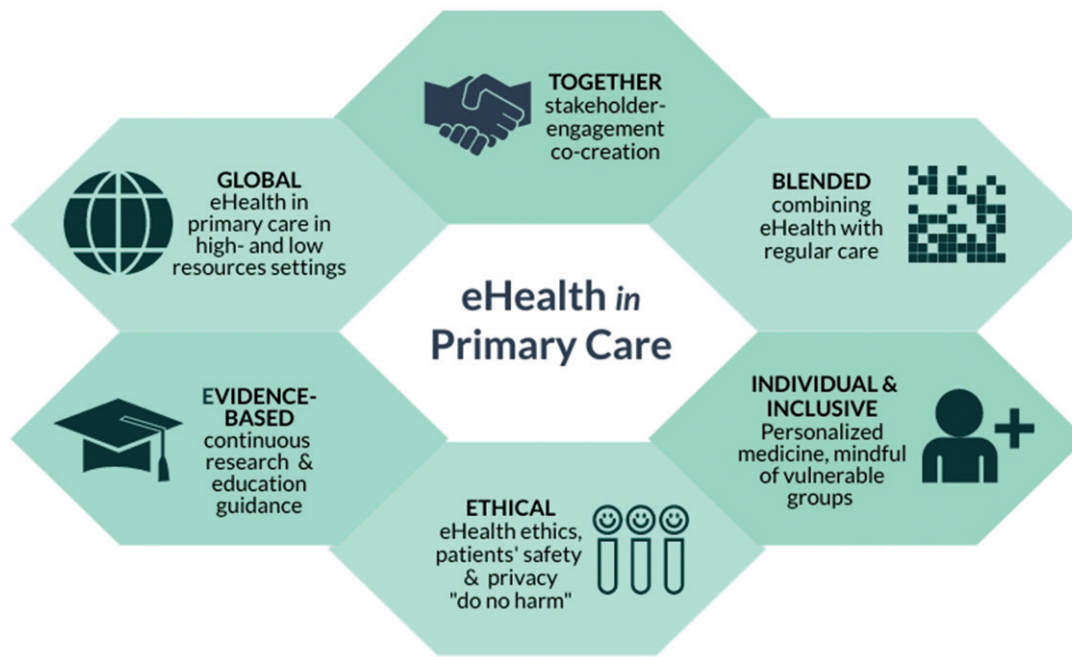 TOGETHER
stakeholder-
engagement
co-creation
GLOBAL
eHealth in
primary care in
high- and low
resources settings
BLENDED
combining
eHealth with
regular care
eHealth in
Primary Care
EVIDENCE-
BASED
continuous
research &
education
guidance
INDIVIDUAL &
INCLUSIVE
Personalized
medicine, mindful
of vulnerable
groups
ETHICAL
eHealth ethics,
patients' safety
& privacy
"do no harm"